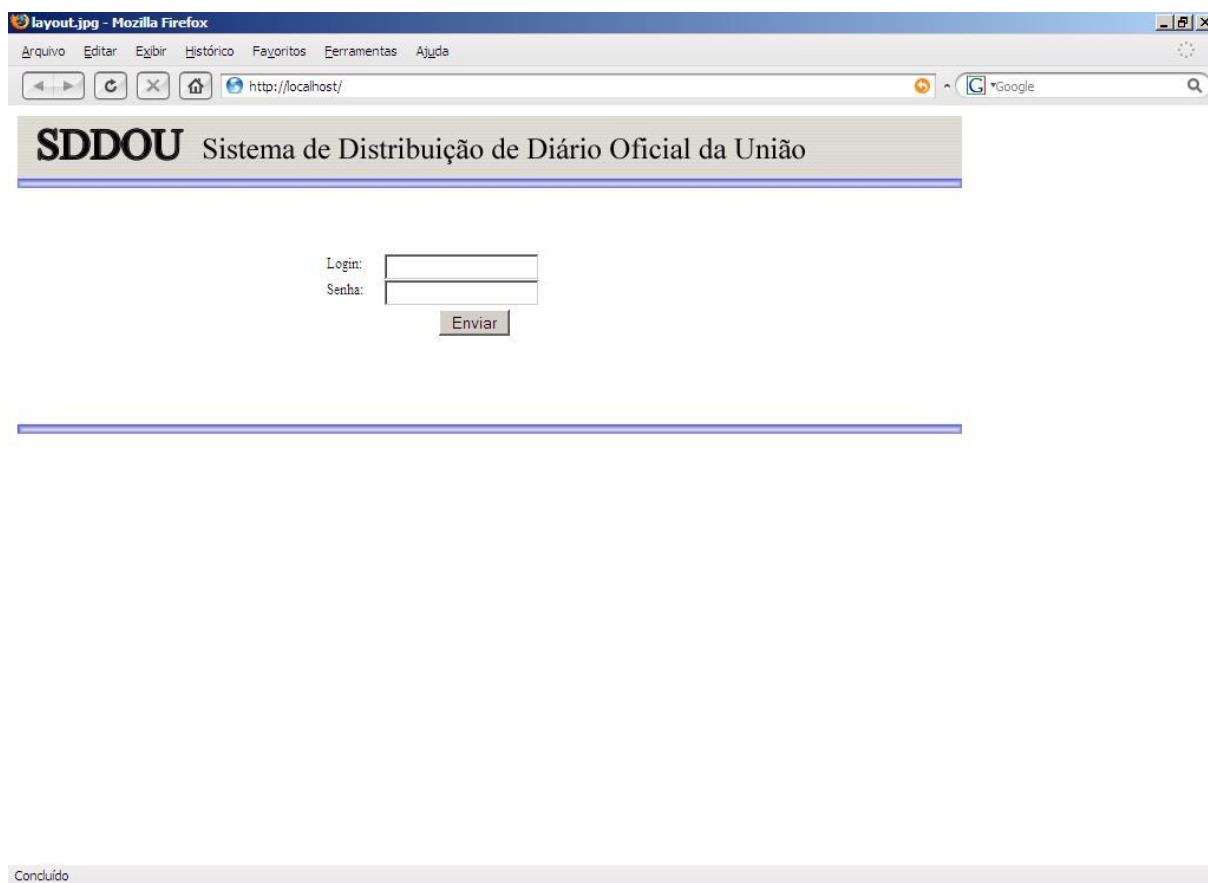 layout.jpg - Mozilla Firefox
Arquivo Editar Exibir Histórico Favoritos Ferramentas Ajuda
http://localhost/ Google
SDDOU Sistema de Distribuição de Diário Oficial da União
Login:
Senha:
Enviar
Concluído